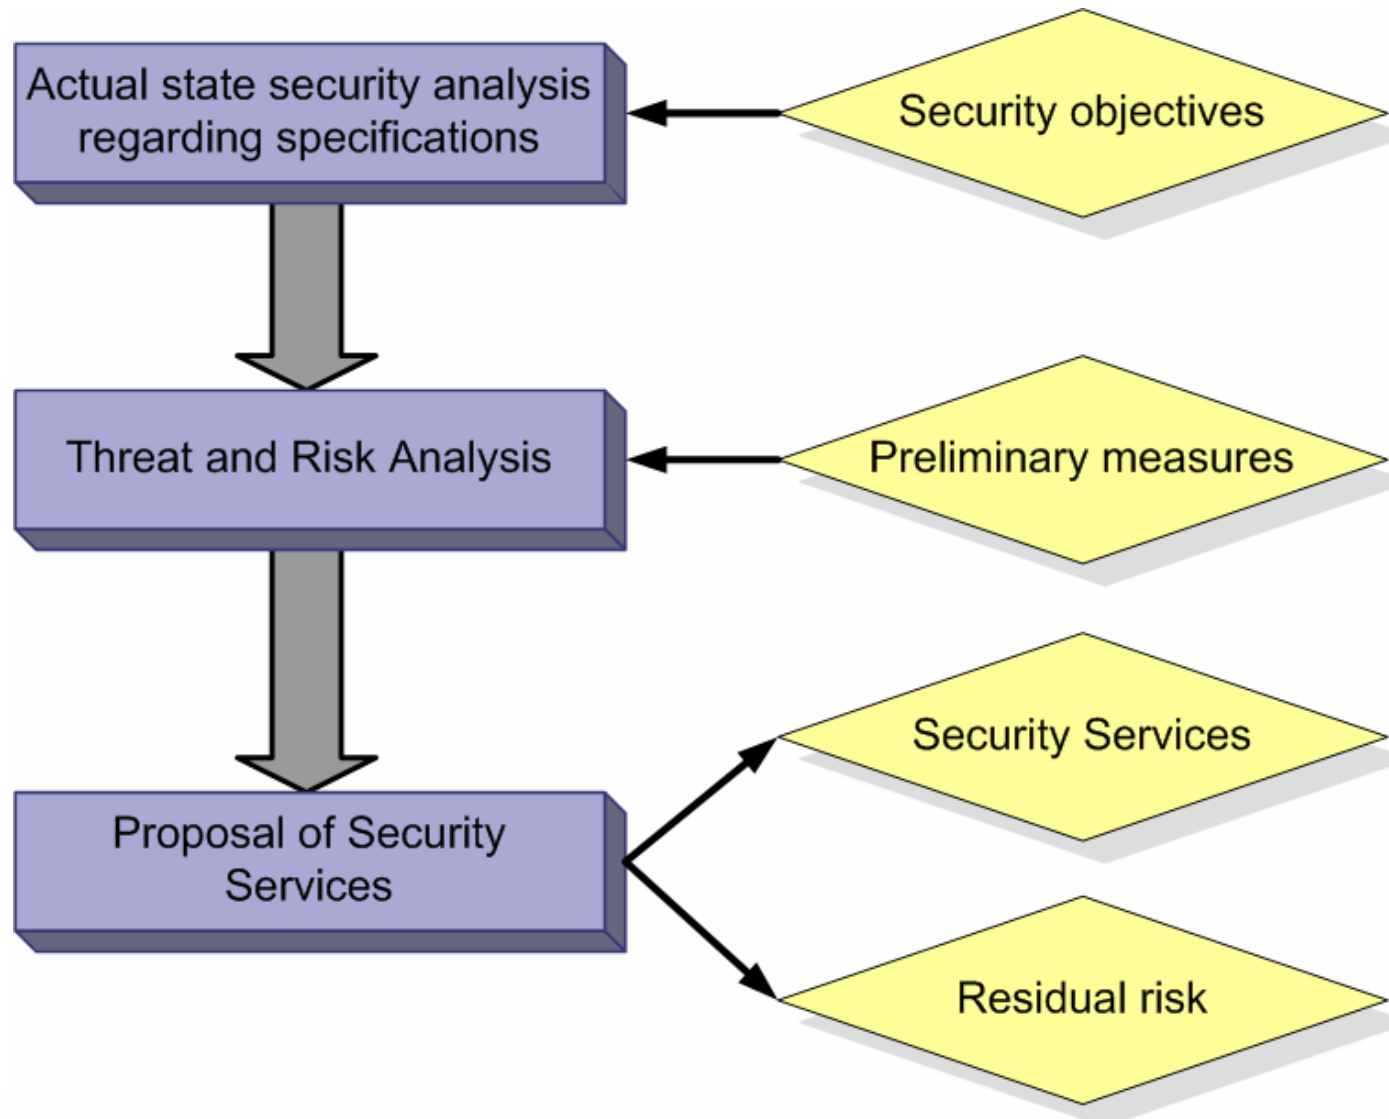 Actual state security analysis
regarding specifications
Security objectives
Threat and Risk Analysis
Preliminary measures
Security Services
Proposal of Security
Services
Residual risk